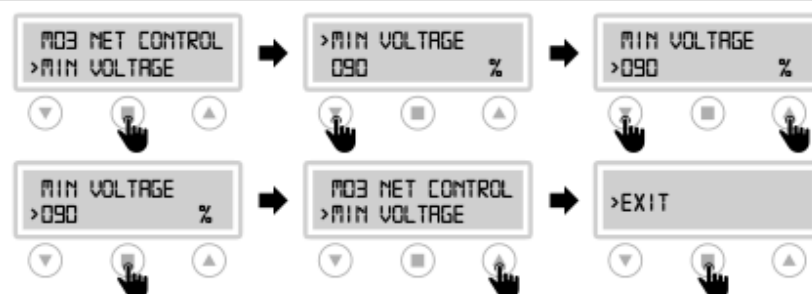 M03 NET CONTROL
>MIN VOLTAGE
>MIN VOLTAGE
090 %
MIN VOLTAGE
>090 %
MIN VOLTAGE
>090 %
M03 NET CONTROL
>MIN VOLTAGE
>EXIT